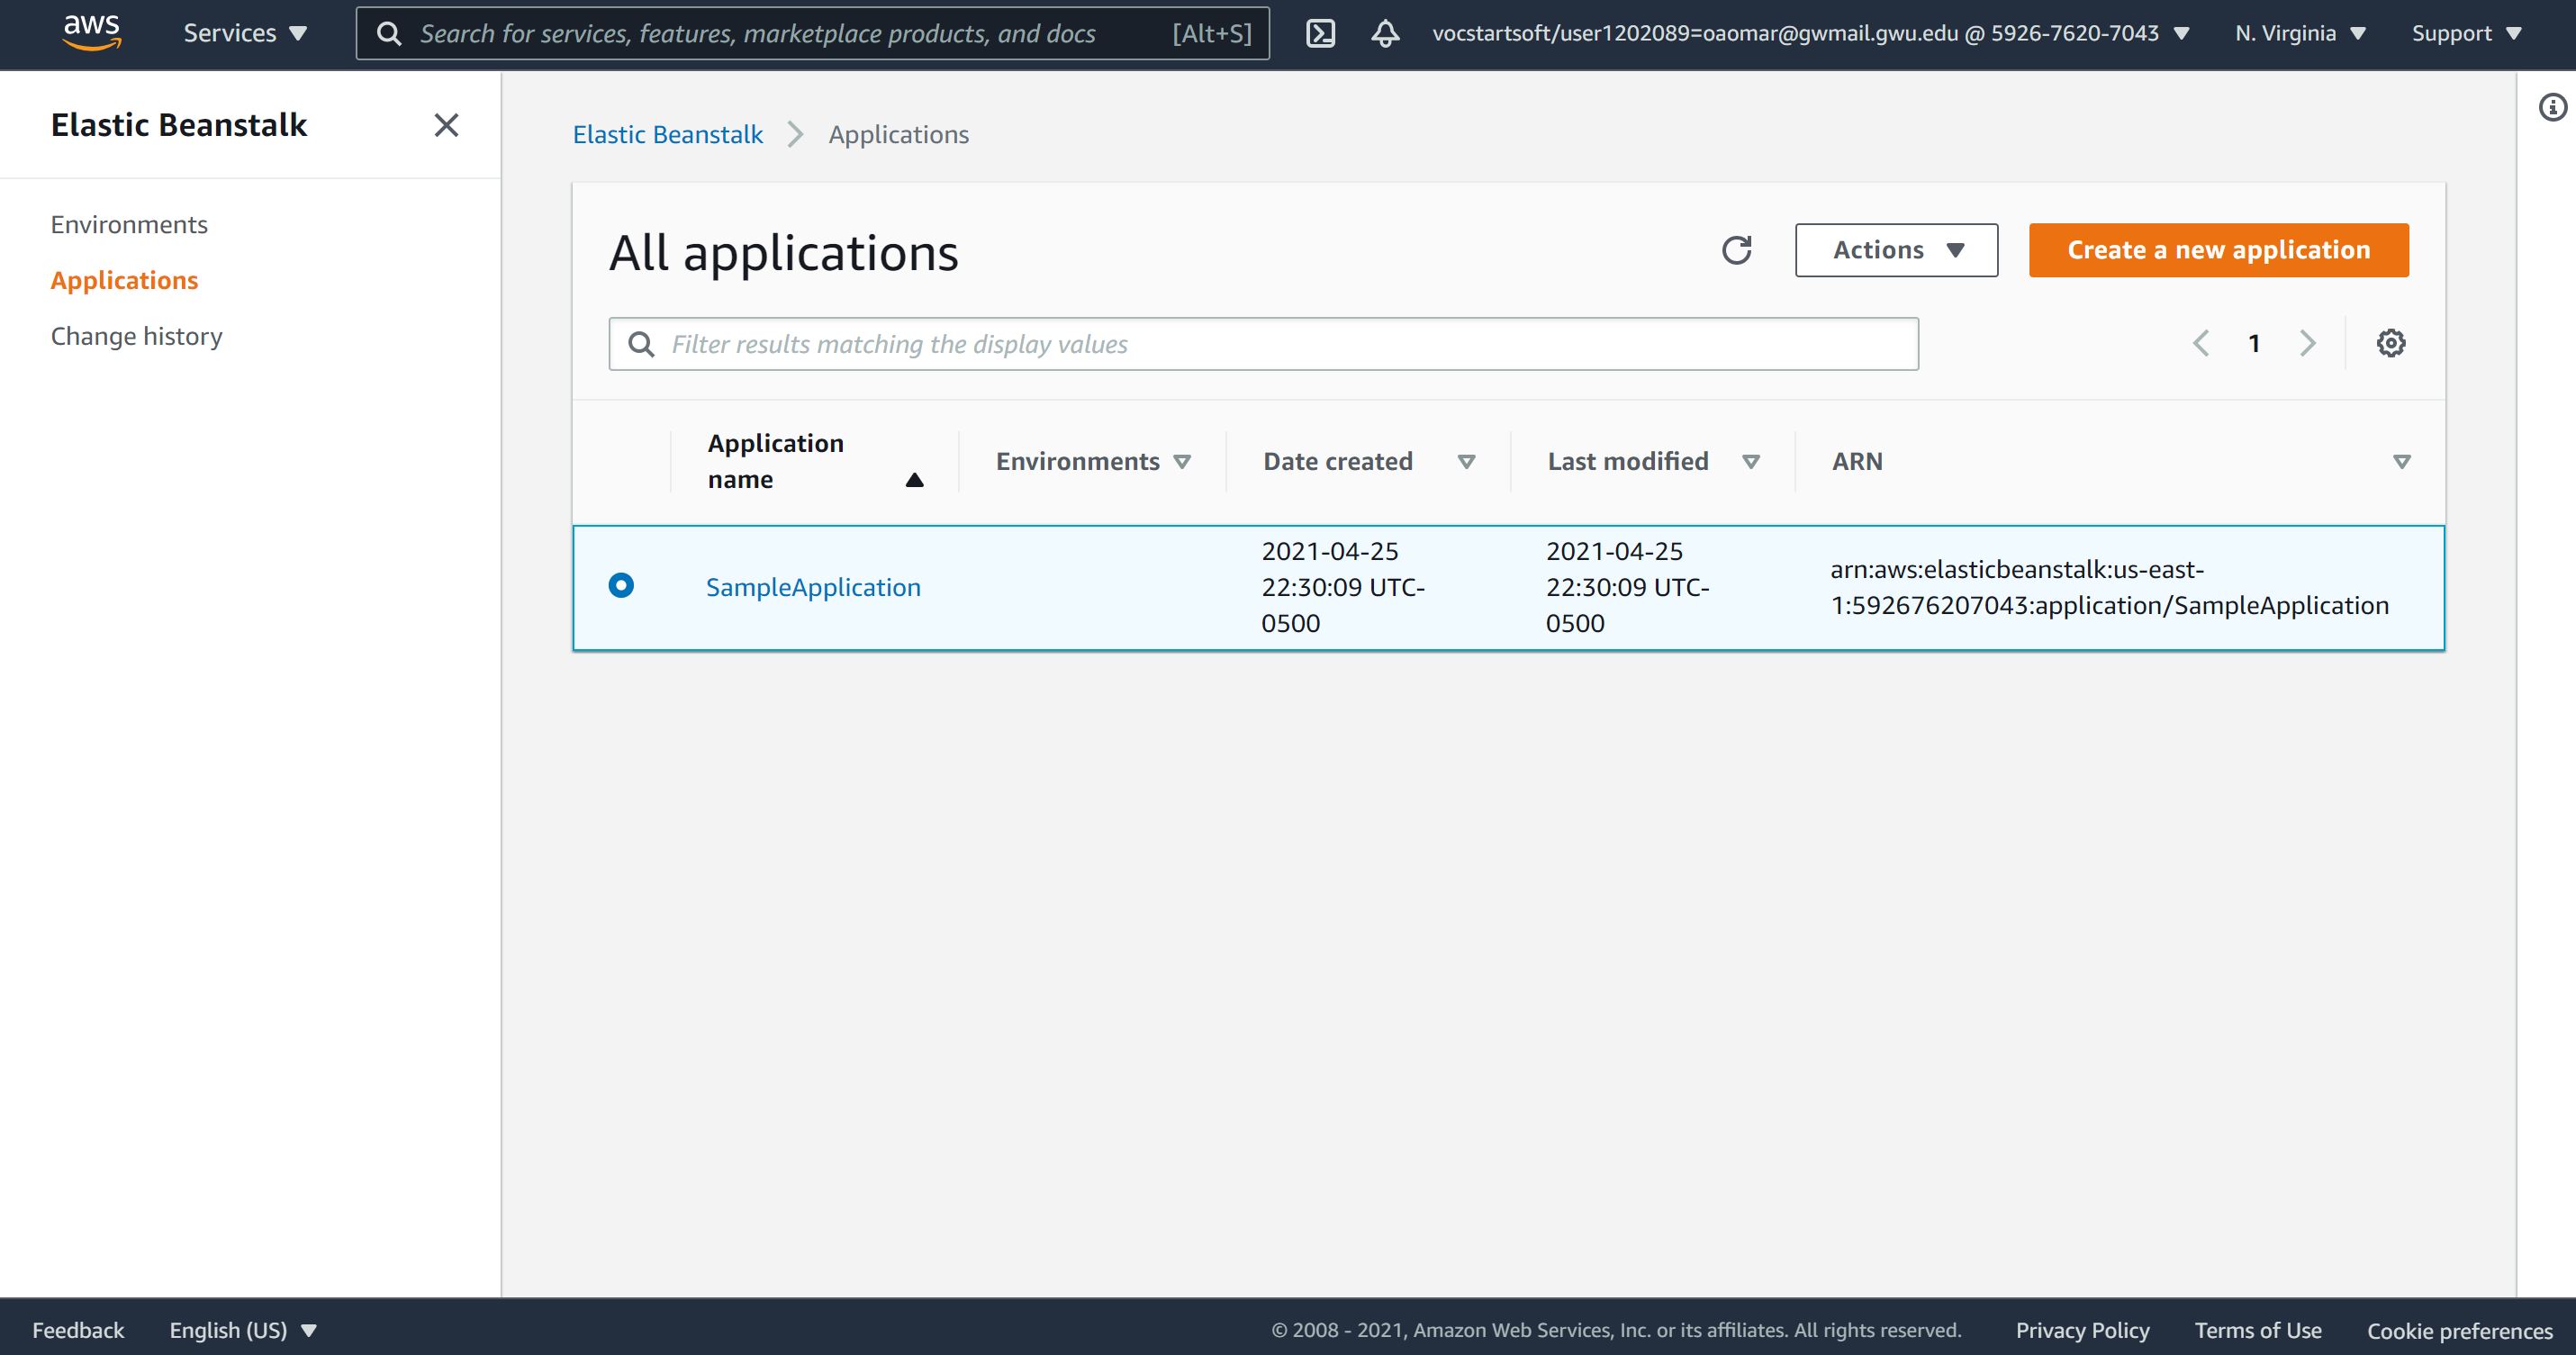 aws Services Search for services, features, marketplace products, and docs [Alt+S] vocstartsoft/user1202089=oaomar@gwmail.gwu.edu @ 5926-7620-7043 N. Virginia Support
Elastic Beanstalk
Environments
Applications
Change history
Elastic Beanstalk Applications
All applications
Actions Create a new application
Filter results matching the display values
1
Application
name
Environments
Date created
Last modified
ARN
SampleApplication
2021-04-25
22:30:09 UTC-
0500
2021-04-25
22:30:09 UTC-
0500
arn:aws:elasticbeanstalk:us-east-
1:592676207043:application/SampleApplication
Feedback English (US) © 2008 - 2021, Amazon Web Services, Inc. or its affiliates. All rights reserved. Privacy Policy Terms of Use Cookie preferences